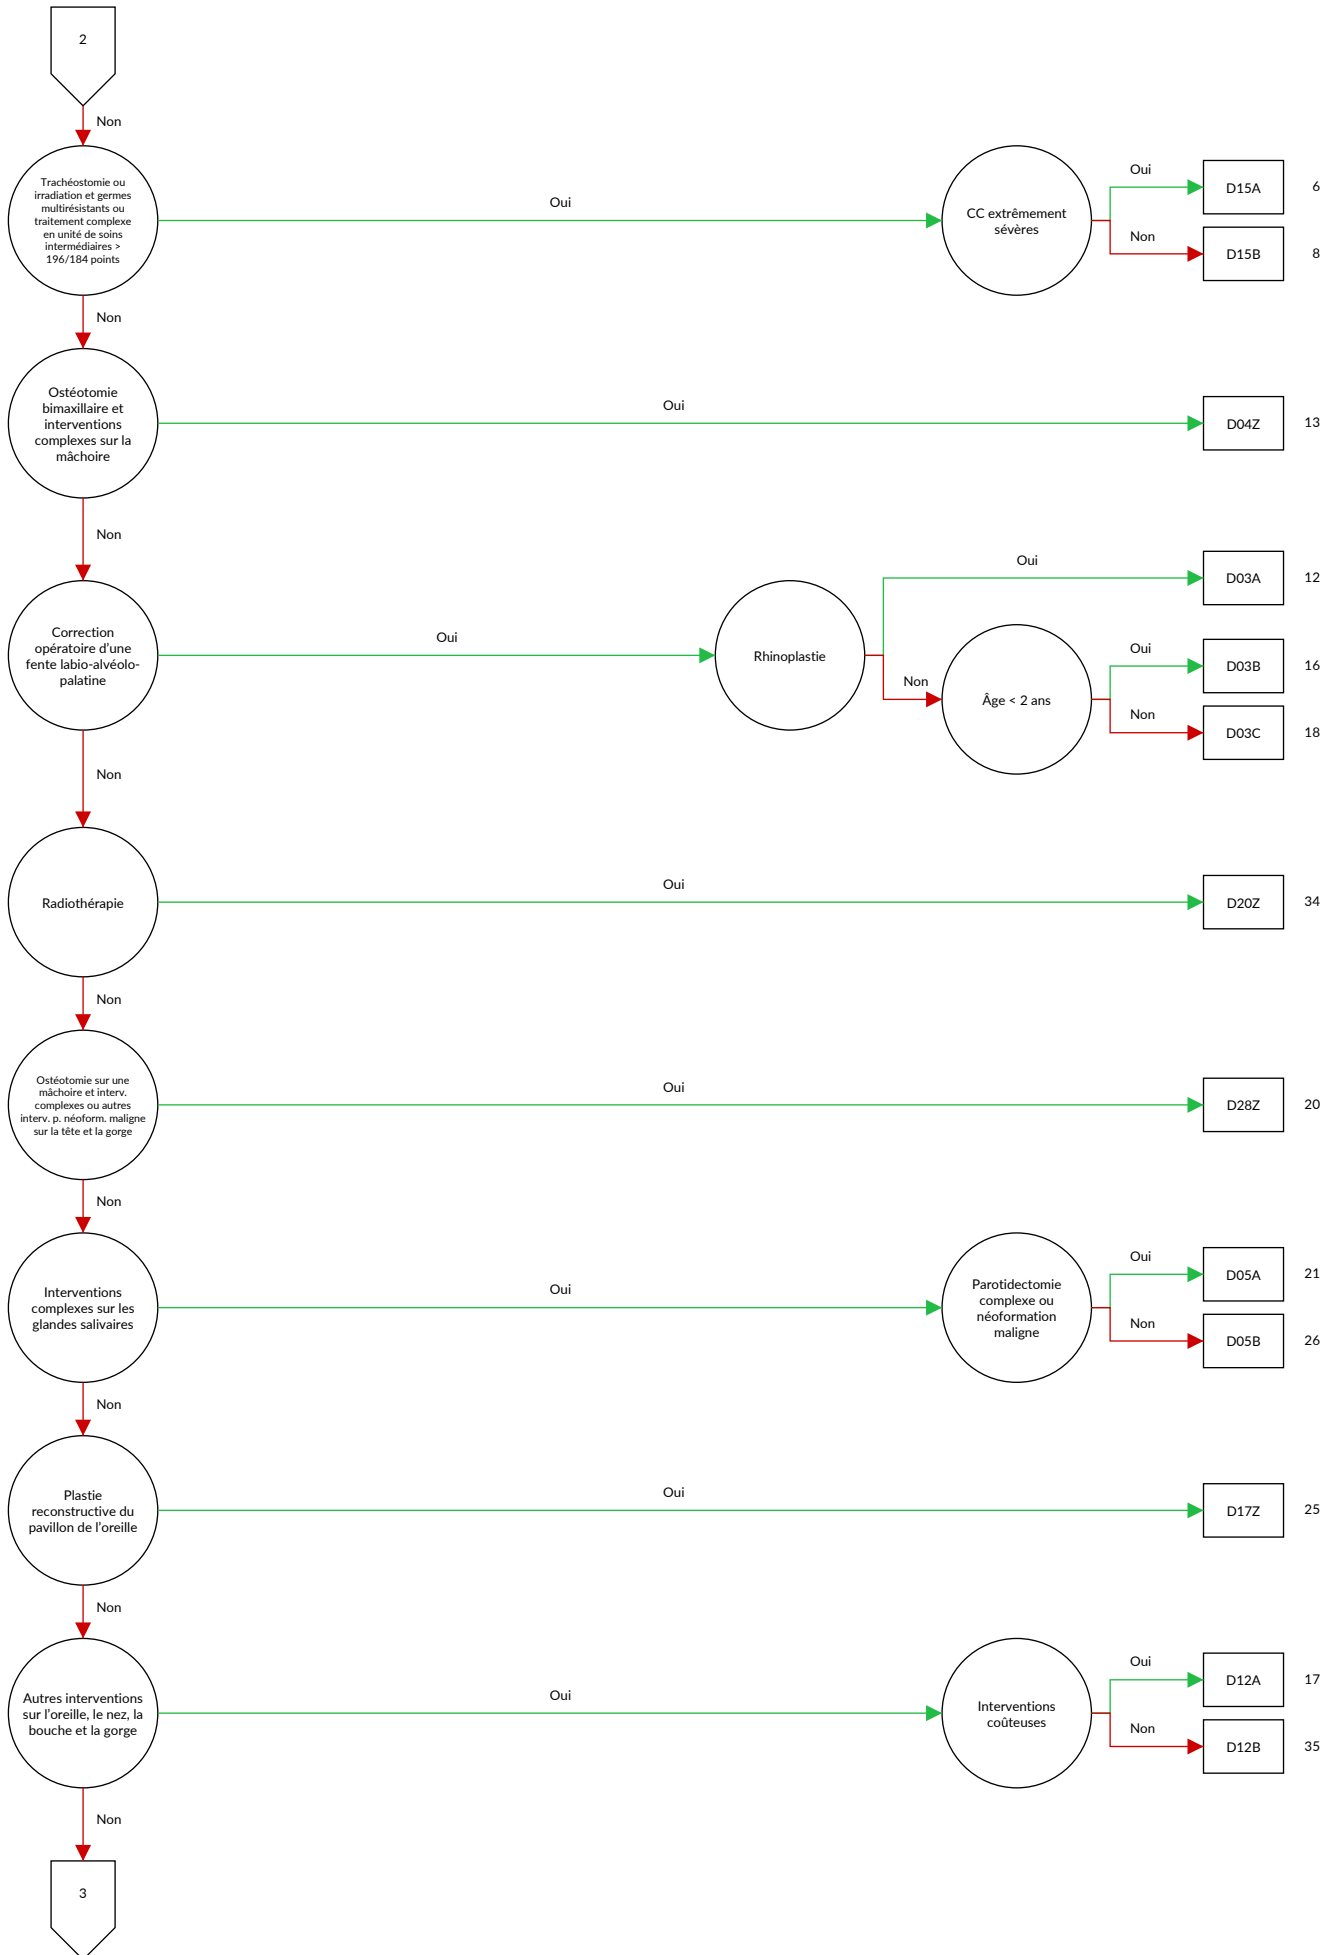 2
Non
Trachéostomie ou
irradiation et germes
multirésistants ou
traitement complexe
en unité de soins
intermédiaires >
196/184 points
Oui
CC extrêmement
sévères
Oui
D15A
6
Non
D15B
8
Non
Ostéotomie
bimaxillaire et
interventions
complexes sur la
mâchoire
Oui
D04Z
13
Non
Correction
opératoire d'une
fente labio-alvéolo-
palatine
Oui
Rhinoplastie
Oui
D03A
12
Non
Âge < 2 ans
Oui
D03B
16
Non
D03C
18
Non
Radiothérapie
Oui
D20Z
34
Non
Ostéotomie sur une
mâchoire et interv.
complexes ou autres
interv. p. néoform. maligne
sur la tête et la gorge
Oui
D28Z
20
Non
Interventions
complexes sur les
glandes salivaires
Oui
Parotidectomie
complexe ou
néoformation
maligne
Oui
D05A
21
Non
D05B
26
Non
Plastie
reconstructive du
pavillon de l'oreille
Oui
D17Z
25
Non
Autres interventions
sur l'oreille, le nez, la
bouche et la gorge
Oui
Interventions
coûteuses
Oui
D12A
17
Non
D12B
35
Non
3